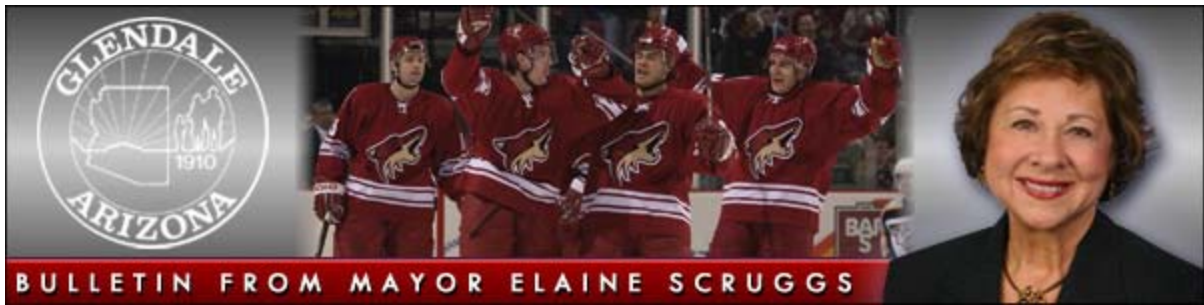 GLENDALE
1910
ARIZONA
BULLETIN FROM MAYOR ELAINE SCRUGGS